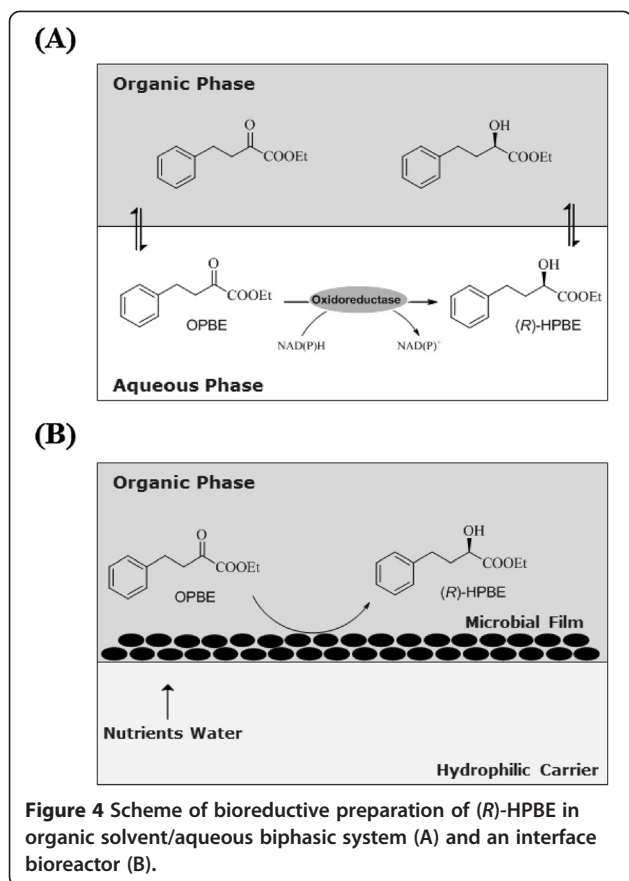 (A)
Organic Phase
O
COOEt
OH
COOEt
O
COOEt
OPBE
Oxidoreductase
NAD(P)H
NAD(P)⁺
OH
COOEt
(R)-HPBE
Aqueous Phase
(B)
Organic Phase
O
COOEt
OPBE
OH
COOEt
(R)-HPBE
Microbial Film
Nutrients Water
Hydrophilic Carrier
Figure 4 Scheme of bioreductive preparation of (R)-HPBE in
organic solvent/aqueous biphasic system (A) and an interface
bioreactor (B).